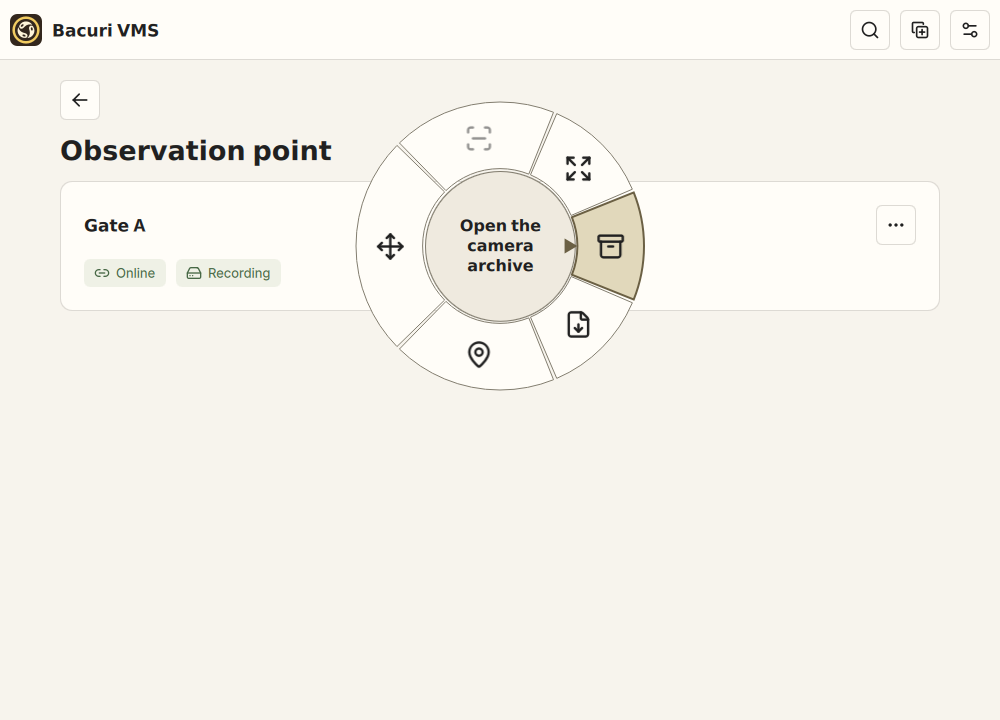 Bacuri VMS
Observation point
Gate A
Online
Recording
Open the
camera
archive